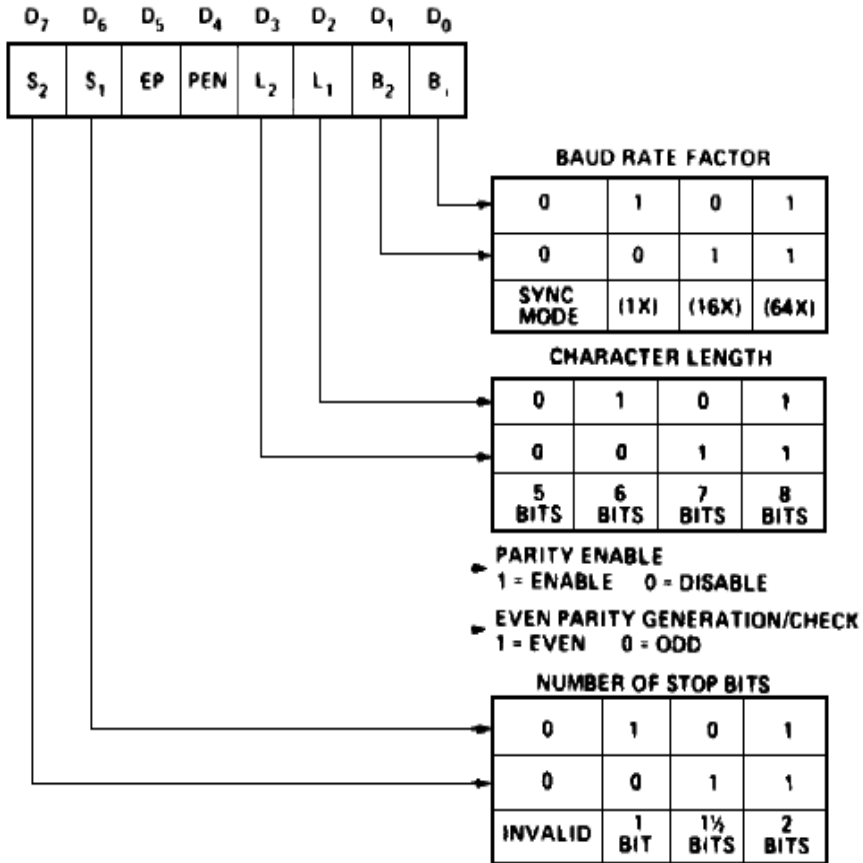 D7 D6 D5 D4 D3 D2 D1 D0
S2 S1 EP PEN L2 L1 B2 B1
BAUD RATE FACTOR
0 1 0 1
0 0 1 1
SYNC MODE (1X) (16X) (64X)
CHARACTER LENGTH
0 1 0 1
0 0 1 1
5 BITS 6 BITS 7 BITS 8 BITS
PARITY ENABLE
1 = ENABLE 0 = DISABLE
EVEN PARITY GENERATION/CHECK
1 = EVEN 0 = ODD
NUMBER OF STOP BITS
0 1 0 1
0 0 1 1
INVALID 1 BIT 1½ BITS 2 BITS